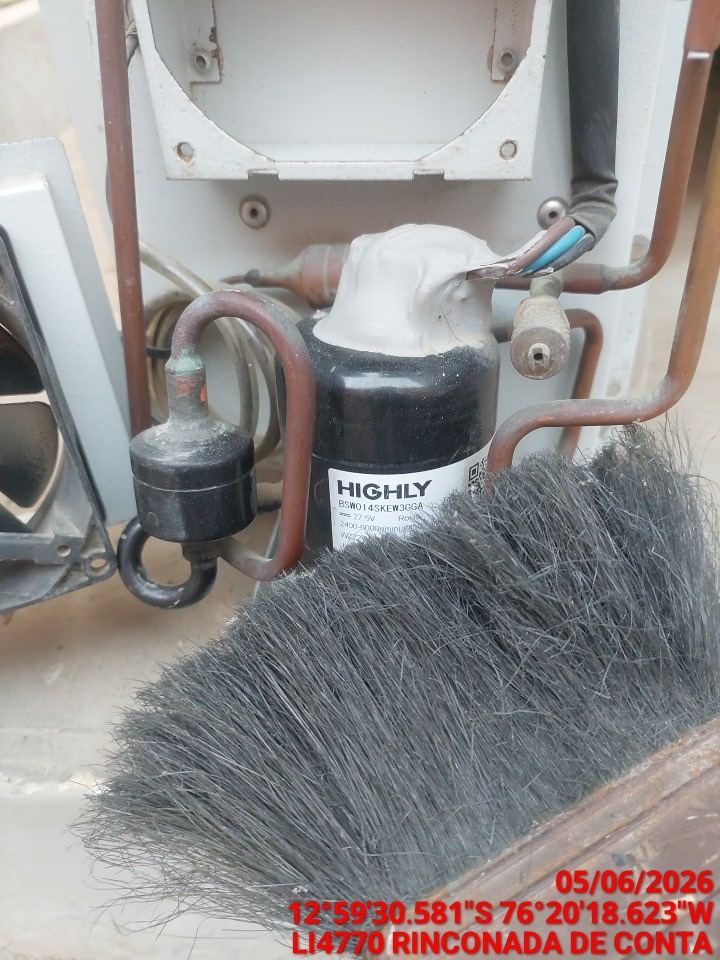 HIGHLY
BSW014SKEW3GGA
27.5V RoHS
05/06/2026
12°59'30.581"S 76°20'18.623"W
LI4770 RINCONADA DE CONTA